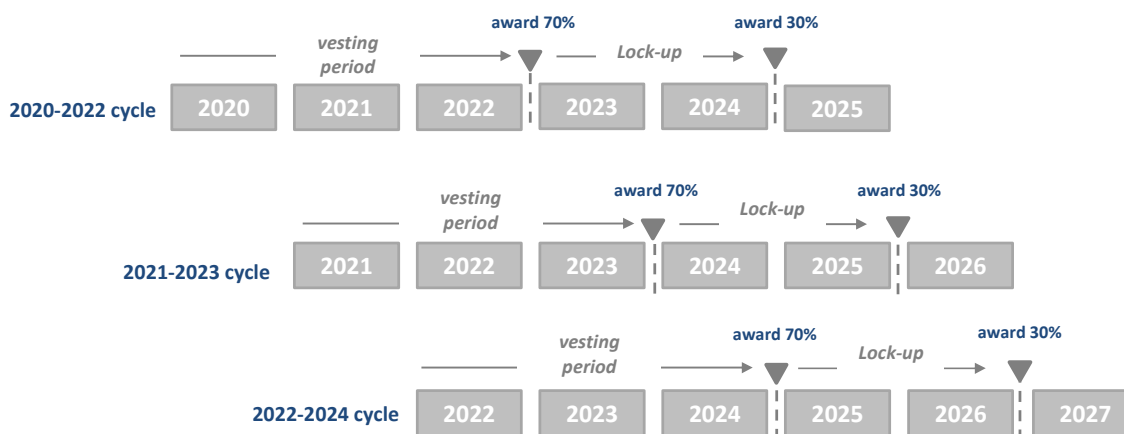 award 70%
award 30%
vesting
period
Lock-up
2020-2022 cycle
2020
2021
2022
2023
2024
2025
award 70%
award 30%
vesting
period
Lock-up
2021-2023 cycle
2021
2022
2023
2024
2025
2026
award 70%
award 30%
vesting
period
Lock-up
2022-2024 cycle
2022
2023
2024
2025
2026
2027